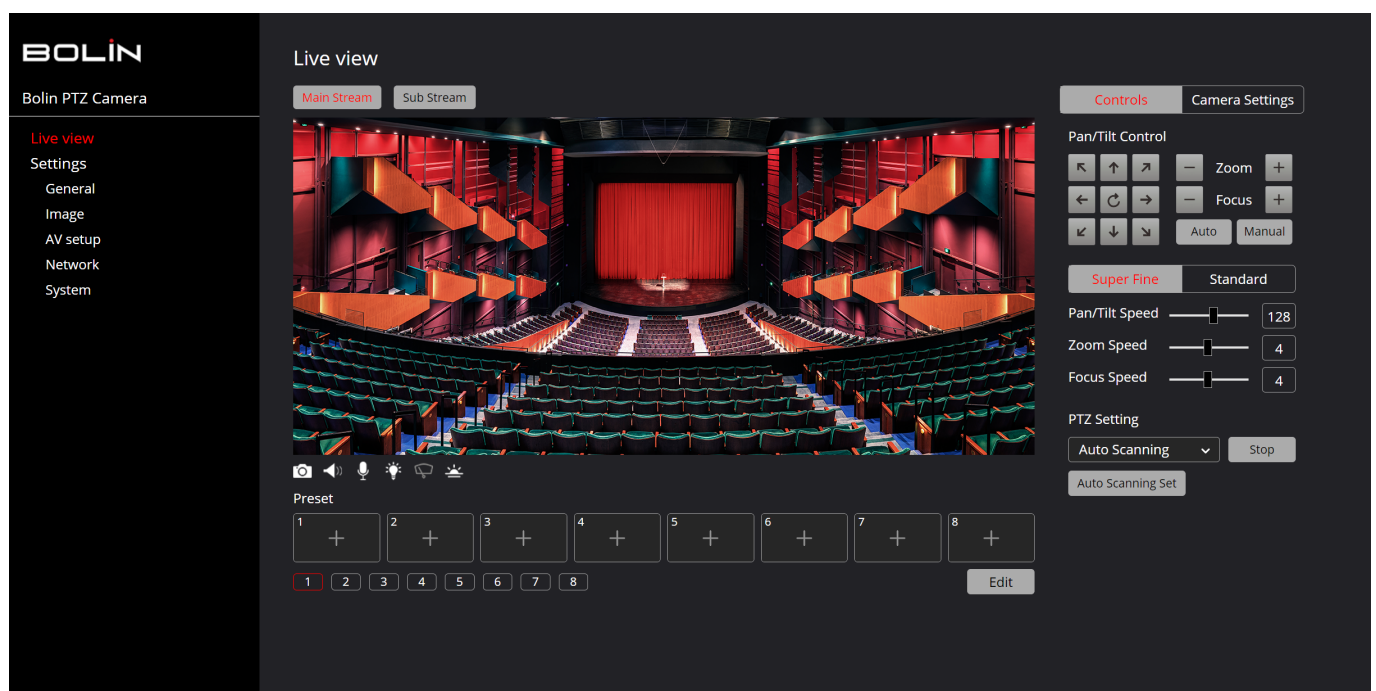 BOLIN
Bolin PTZ Camera
Live view
Settings
General
Image
AV setup
Network
System
Live view
Main Stream Sub Stream
Preset
1 2 3 4 5 6 7 8
1 2 3 4 5 6 7 8 Edit
Controls Camera Settings
Pan/Tilt Control
Zoom
Focus
Auto Manual
Super Fine Standard
Pan/Tilt Speed 128
Zoom Speed 4
Focus Speed 4
PTZ Setting
Auto Scanning Stop
Auto Scanning Set